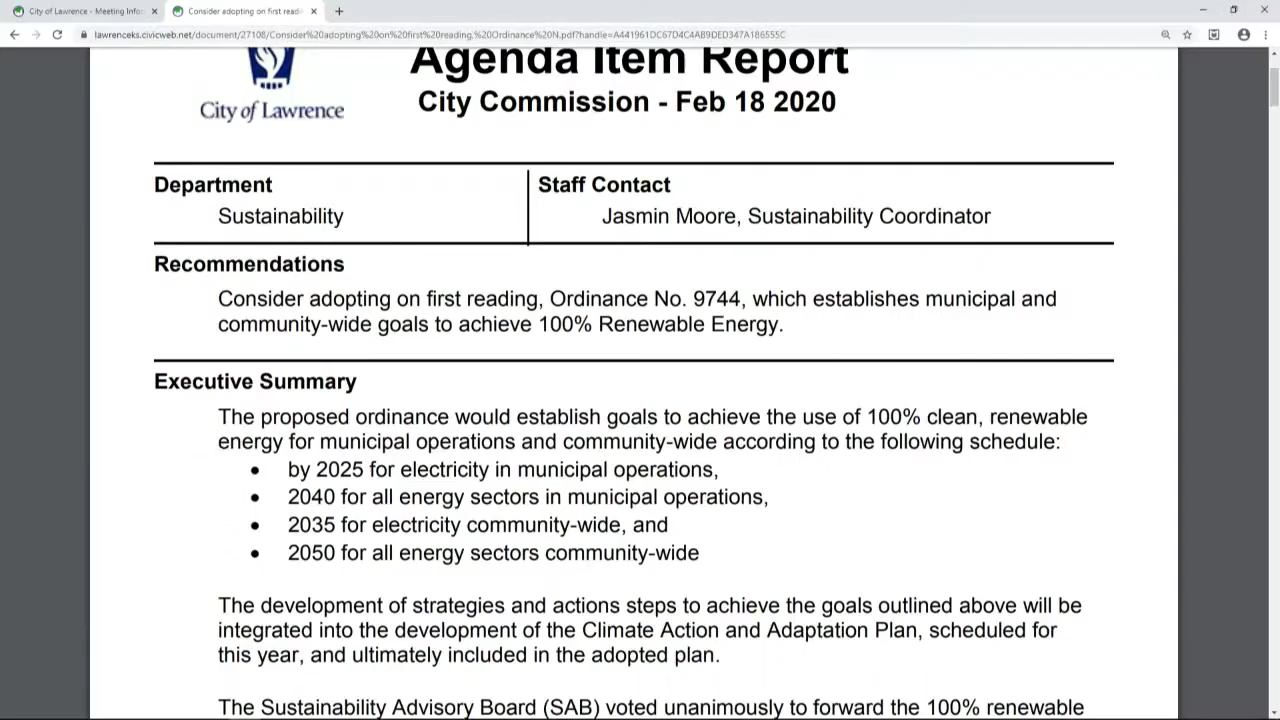 City of Lawrence - Meeting Infor
Consider adopting on first readi
lawrenceks.civicweb.net/document/27108/Consider%20adopting%20on%20first%20reading,%20Ordinance%20N.pdf?handle=A441961DC67D4C4AB9DED347A186555C
Agenda Item Report
City of Lawrence
City Commission - Feb 18 2020
Department
Staff Contact
Sustainability
Jasmin Moore, Sustainability Coordinator
Recommendations
Consider adopting on first reading, Ordinance No. 9744, which establishes municipal and
community-wide goals to achieve 100% Renewable Energy.
Executive Summary
The proposed ordinance would establish goals to achieve the use of 100% clean, renewable
energy for municipal operations and community-wide according to the following schedule:
• by 2025 for electricity in municipal operations,
• 2040 for all energy sectors in municipal operations,
• 2035 for electricity community-wide, and
• 2050 for all energy sectors community-wide
The development of strategies and actions steps to achieve the goals outlined above will be
integrated into the development of the Climate Action and Adaptation Plan, scheduled for
this year, and ultimately included in the adopted plan.
The Sustainability Advisory Board (SAB) voted unanimously to forward the 100% renewable